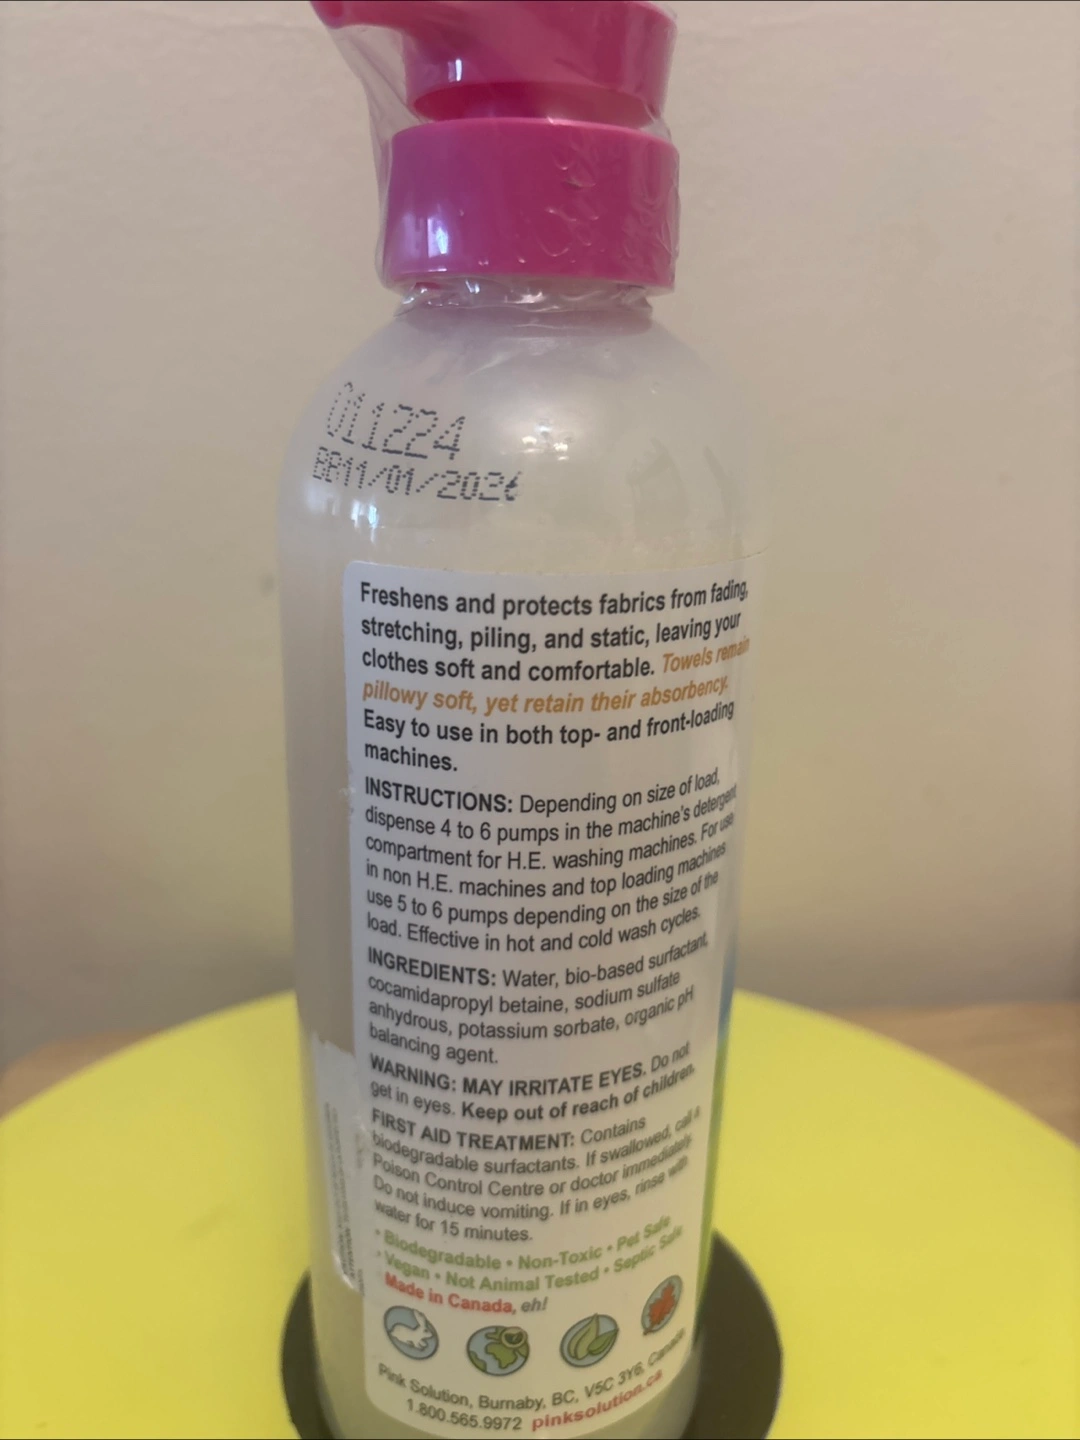 011224
BB11/01/2026
Freshens and protects fabrics from fading,
stretching, piling, and static, leaving your
clothes soft and comfortable. Towels remain
pillowy soft, yet retain their absorbency.
Easy to use in both top- and front-loading
machines.
INSTRUCTIONS: Depending on size of load,
dispense 4 to 6 pumps in the machine's detergent
compartment for H.E. washing machines. For use
in non H.E. machines and top loading machines
use 5 to 6 pumps depending on the size of the
load. Effective in hot and cold wash cycles.
INGREDIENTS: Water, bio-based surfactant,
cocamidapropyl betaine, sodium sulfate
anhydrous, potassium sorbate, organic pH
balancing agent.
WARNING: MAY IRRITATE EYES. Do not
get in eyes. Keep out of reach of children.
FIRST AID TREATMENT: Contains
biodegradable surfactants. If swallowed, call a
Poison Control Centre or doctor immediately.
Do not induce vomiting. If in eyes, rinse with
water for 15 minutes.
• Biodegradable • Non-Toxic • Pet Safe
• Vegan • Not Animal Tested • Septic Safe
Made in Canada, eh!
Pink Solution, Burnaby, BC, V5C 3Y6, Canada
1.800.565.9972 pinksolution.ca